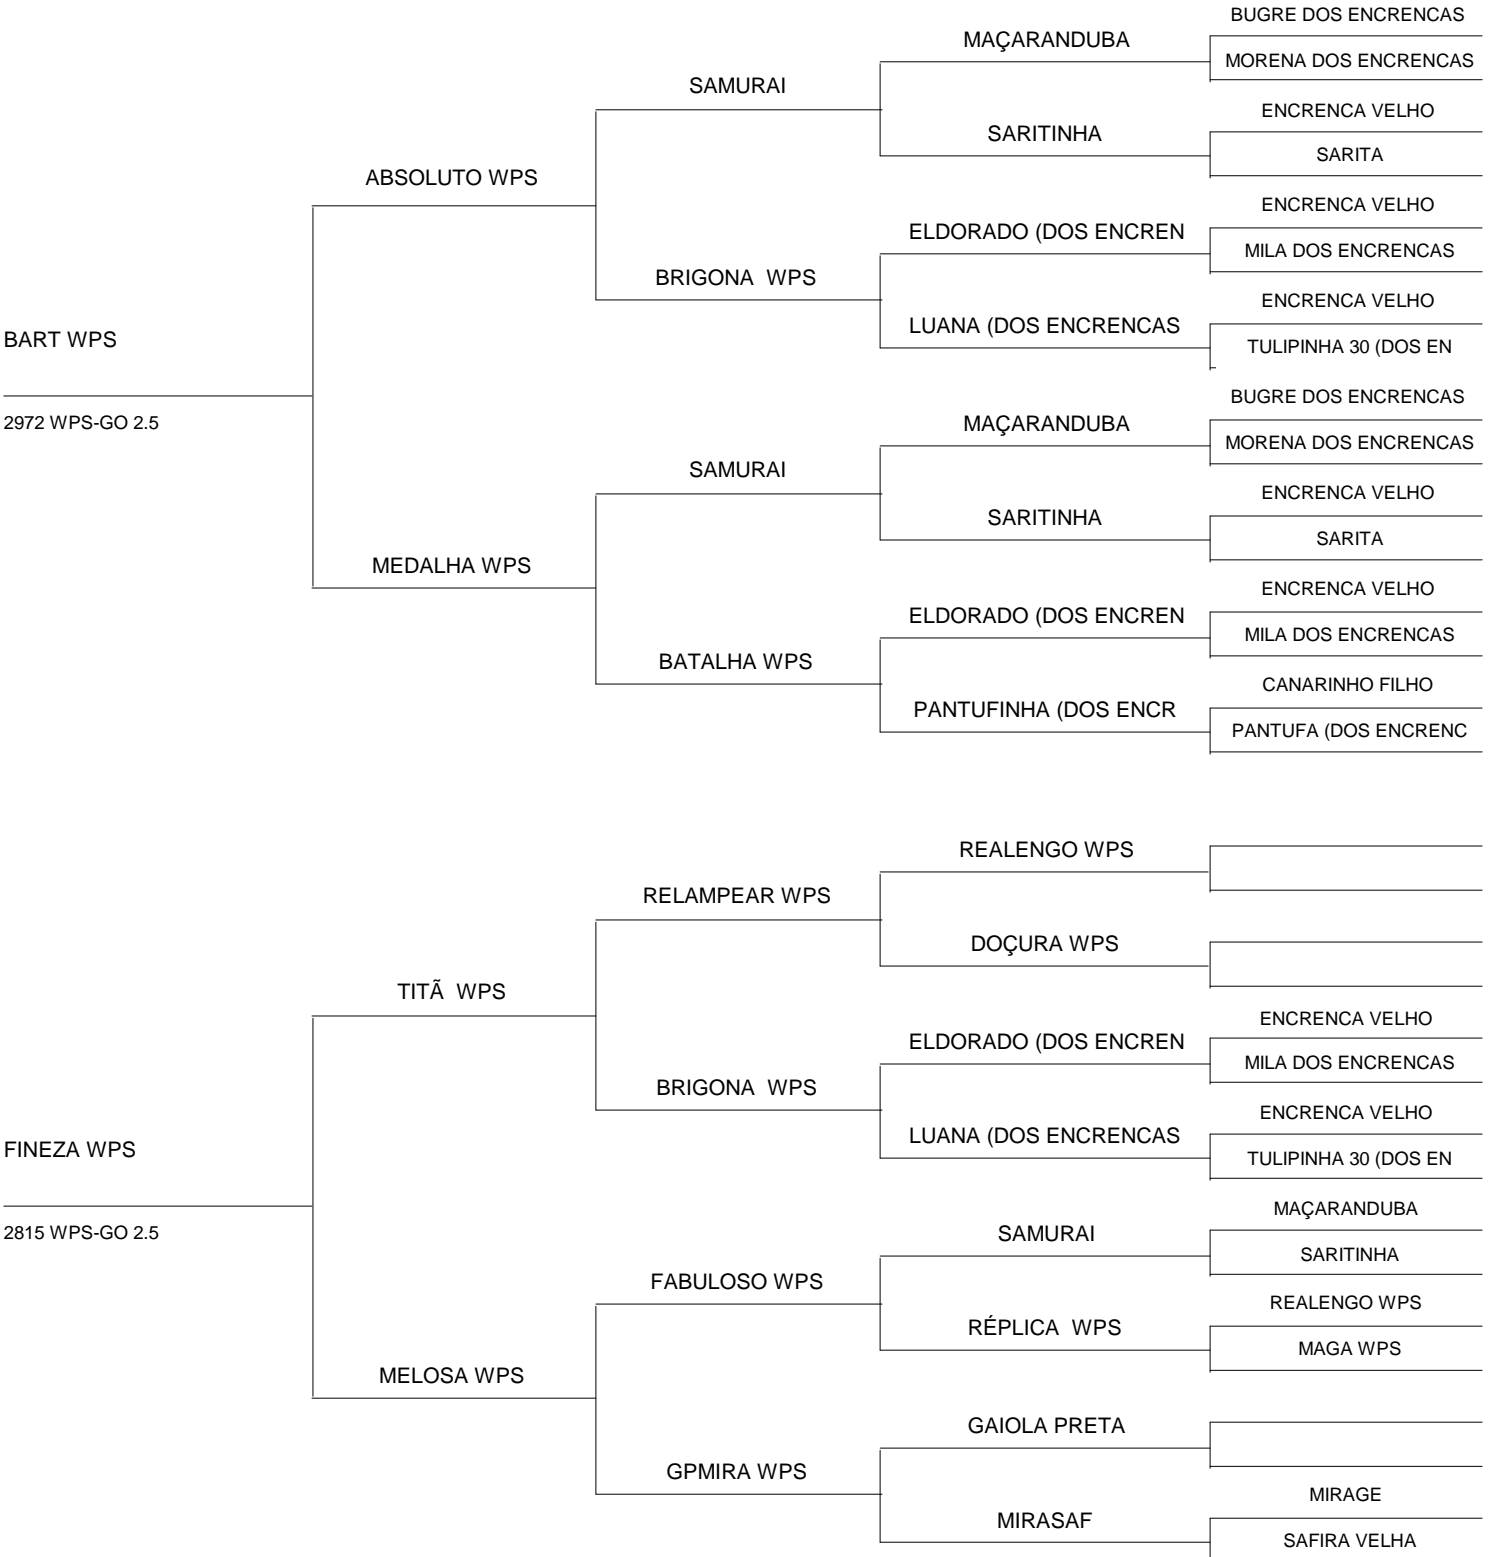 BUGRE DOS ENCRENCAS
MAÇARANDUBA
MORENA DOS ENCRENCAS
SAMURAI
ENCRENCA VELHO
SARITINHA
SARITA
ABSOLUTO WPS
ENCRENCA VELHO
ELDORADO (DOS ENCREN
MILA DOS ENCRENCAS
BRIGONA  WPS
ENCRENCA VELHO
LUANA (DOS ENCRENCAS
TULIPINHA 30 (DOS EN
BART WPS
2972 WPS-GO 2.5
BUGRE DOS ENCRENCAS
MAÇARANDUBA
MORENA DOS ENCRENCAS
SAMURAI
ENCRENCA VELHO
SARITINHA
SARITA
MEDALHA WPS
ENCRENCA VELHO
ELDORADO (DOS ENCREN
MILA DOS ENCRENCAS
BATALHA WPS
CANARINHO FILHO
PANTUFINHA (DOS ENCR
PANTUFA (DOS ENCRENC
REALENGO WPS
RELAMPEAR WPS
DOÇURA WPS
TITÃ  WPS
ENCRENCA VELHO
ELDORADO (DOS ENCREN
MILA DOS ENCRENCAS
BRIGONA  WPS
ENCRENCA VELHO
LUANA (DOS ENCRENCAS
TULIPINHA 30 (DOS EN
FINEZA WPS
2815 WPS-GO 2.5
MAÇARANDUBA
SAMURAI
SARITINHA
FABULOSO WPS
REALENGO WPS
RÉPLICA  WPS
MAGA WPS
MELOSA WPS
GAIOLA PRETA
GPMIRA WPS
MIRAGE
MIRASAF
SAFIRA VELHA